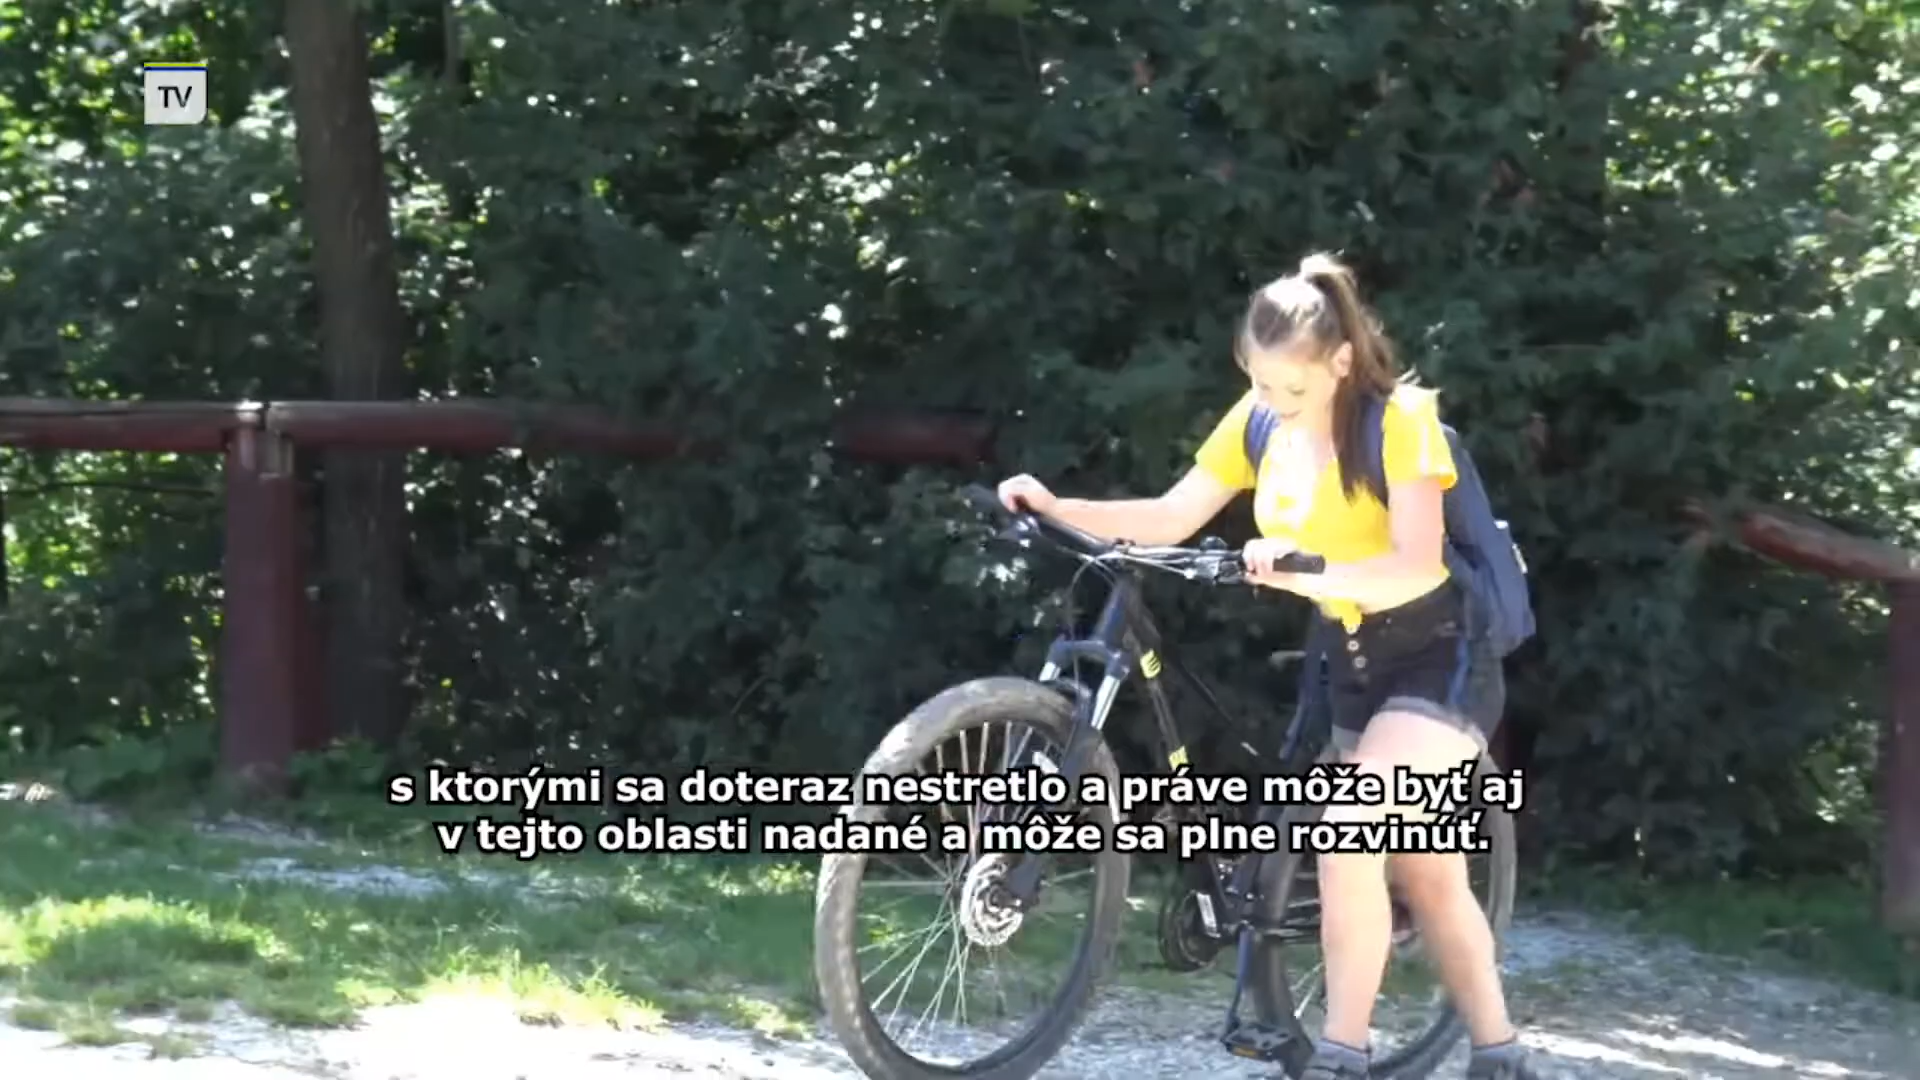 TV
s ktorými sa doteraz nestretlo a práve môže byť aj
v tejto oblasti nadané a môže sa plne rozvinúť.